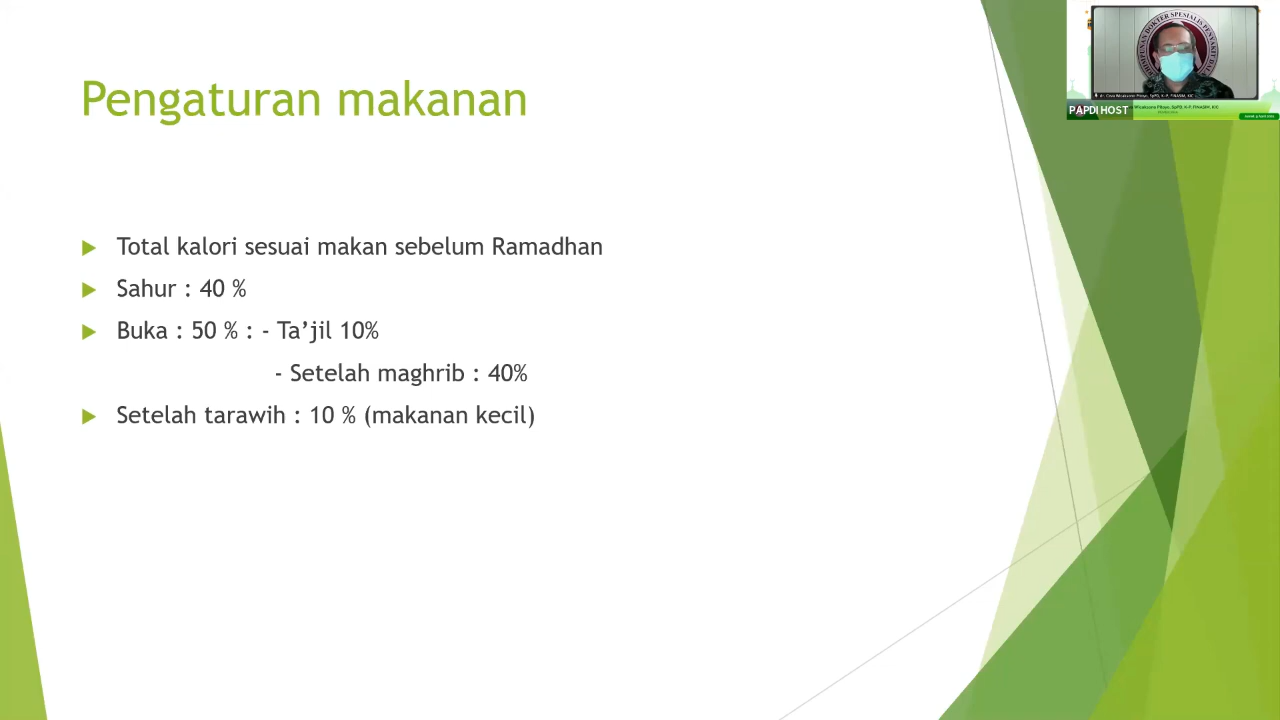 Pengaturan makanan
Total kalori sesuai makan sebelum Ramadhan
Sahur : 40 %
Buka : 50 % : - Ta’jil 10%
- Setelah maghrib : 40%
Setelah tarawih : 10 % (makanan kecil)
PAPDI HOST